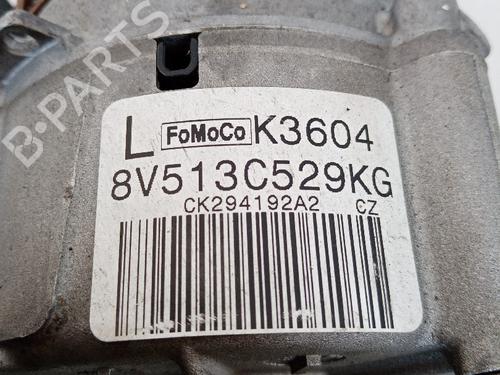 B-PARTS
L FoMoCo K3604
8V513C529KG
CK294192A2 CZ